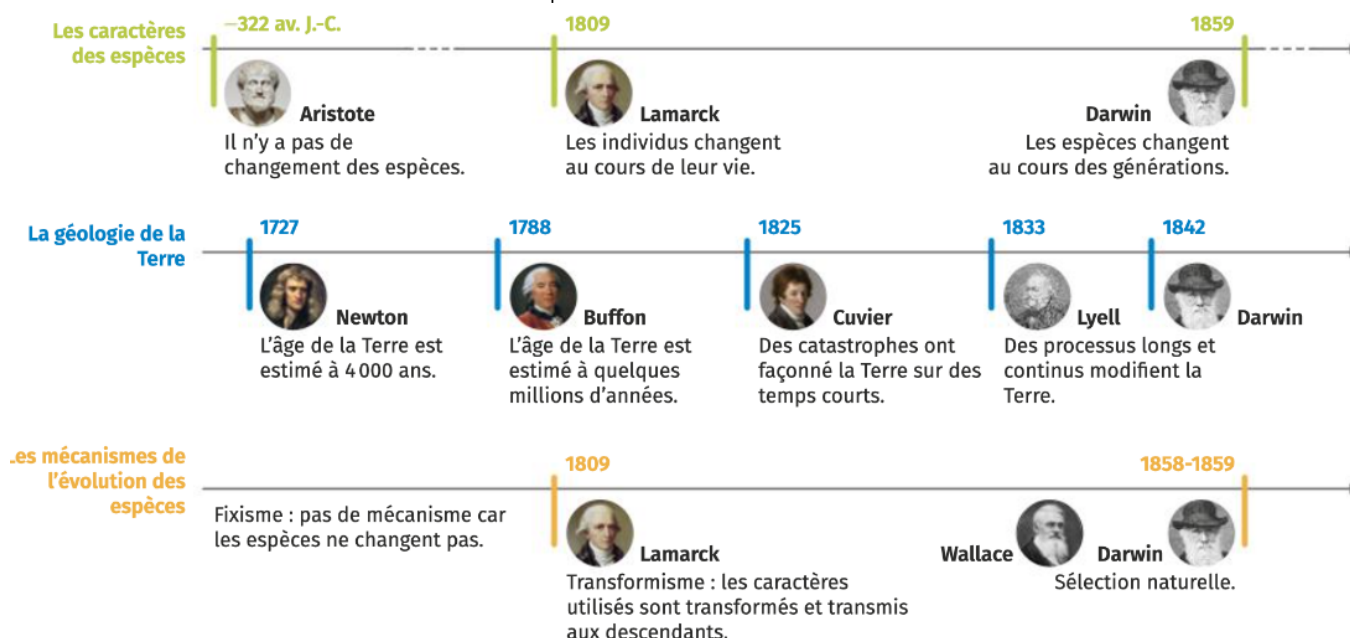 Les caractères
des espèces
–322 av. J.-C.
1809
1859
Aristote
Il n'y a pas de
changement des espèces.
Lamarck
Les individus changent
au cours de leur vie.
Darwin
Les espèces changent
au cours des générations.
La géologie de la
Terre
1727
1788
1825
1833
1842
Newton
L'âge de la Terre est
estimé à 4 000 ans.
Buffon
L'âge de la Terre est
estimé à quelques
millions d'années.
Cuvier
Des catastrophes ont
façonné la Terre sur des
temps courts.
Lyell
Des processus longs et
continus modifient la
Terre.
Darwin
Les mécanismes de
l'évolution des
espèces
1809
1858-1859
Fixisme : pas de mécanisme car
les espèces ne changent pas.
Lamarck
Transformisme : les caractères
utilisés sont transformés et transmis
aux descendants.
Wallace
Darwin
Sélection naturelle.